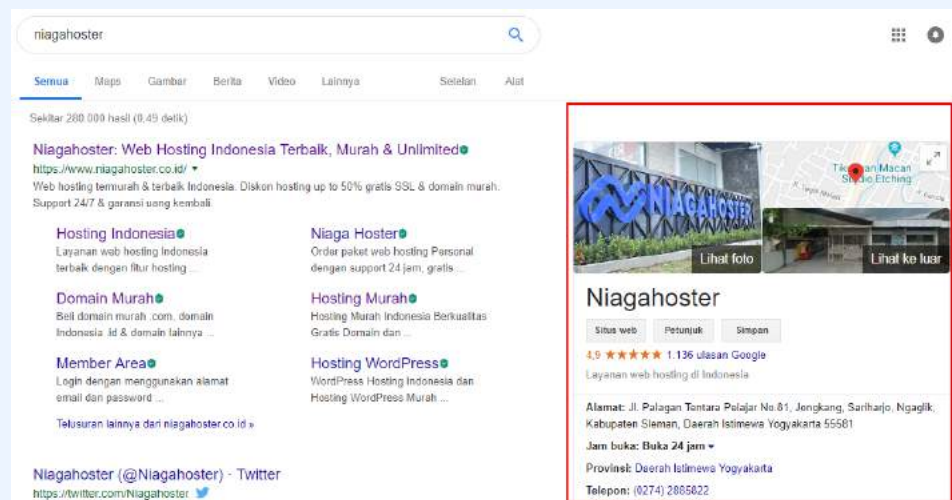 niagahoster
Semua Maps Gambar Berita Video Lainnya Setelan Alat
Sekitar 280.000 hasil (0,49 detik)
Niagahoster: Web Hosting Indonesia Terbaik, Murah & Unlimited
https://www.niagahoster.co.id/
Web hosting termurah & terbaik Indonesia. Diskon hosting up to 50% gratis SSL & domain murah.
Support 24/7 & garansi uang kembali.
Hosting Indonesia
Layanan web hosting Indonesia
terbaik dengan fitur hosting ...
Niaga Hoster
Order paket web hosting Personal
dengan support 24 jam, gratis ...
Domain Murah
Beli domain murah .com, domain
Indonesia .id & domain lainnya ...
Hosting Murah
Hosting Murah Indonesia Berkualitas
Gratis Domain dan ...
Member Area
Login dengan menggunakan alamat
email dan password ...
Hosting WordPress
WordPress Hosting Indonesia dan
Hosting WordPress Murah ...
Telusuran lainnya dari niagahoster.co.id »
Niagahoster (@Niagahoster) - Twitter
https://twitter.com/Niagahoster
NIAGAHOSTER
an Macan
Etching
Lihat foto
Lihat ke luar
Niagahoster
Situs web Petunjuk Simpan
4,9 ★★★★★ 1.136 ulasan Google
Layanan web hosting di Indonesia
Alamat: Jl. Palagan Tentara Pelajar No.81, Jongkang, Sariharjo, Ngaglik,
Kabupaten Sleman, Daerah Istimewa Yogyakarta 55581
Jam buka: Buka 24 jam
Provinsi: Daerah Istimewa Yogyakarta
Telepon: (0274) 2885822